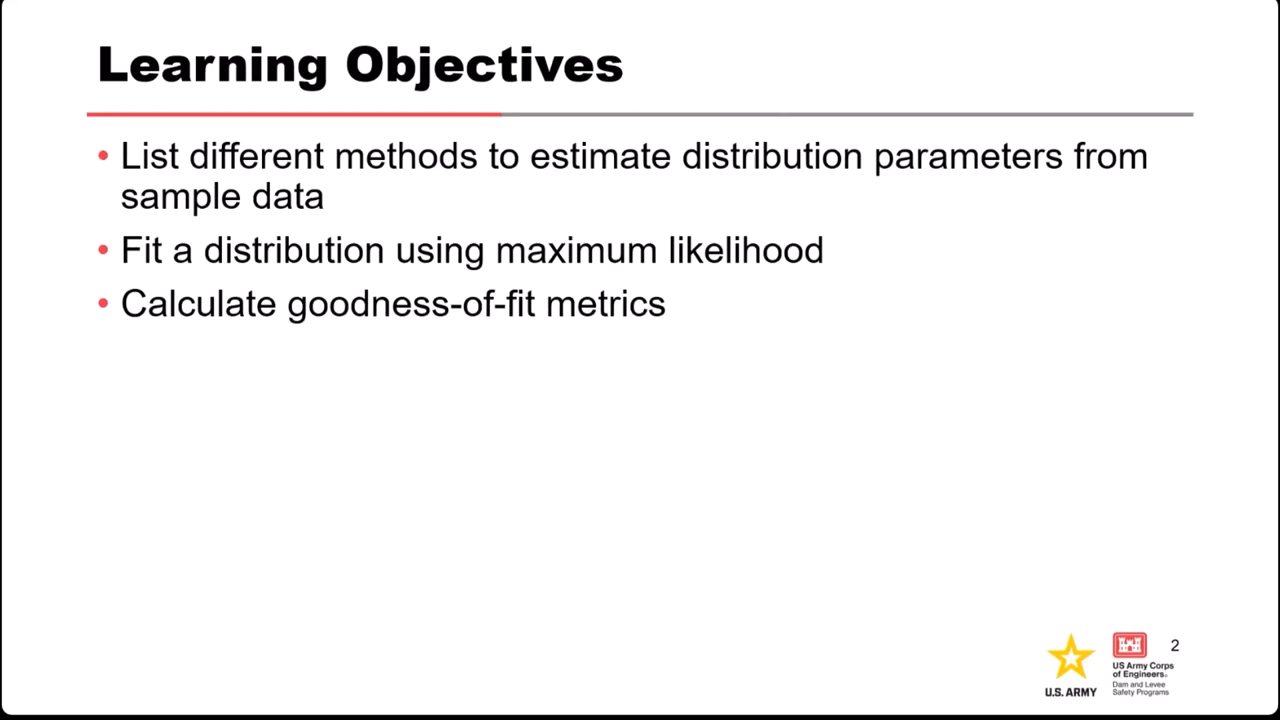 Learning Objectives
• List different methods to estimate distribution parameters from
sample data
• Fit a distribution using maximum likelihood
• Calculate goodness-of-fit metrics
2
U.S. ARMY
US Army Corps
of Engineers®
Dam and Levee
Safety Programs